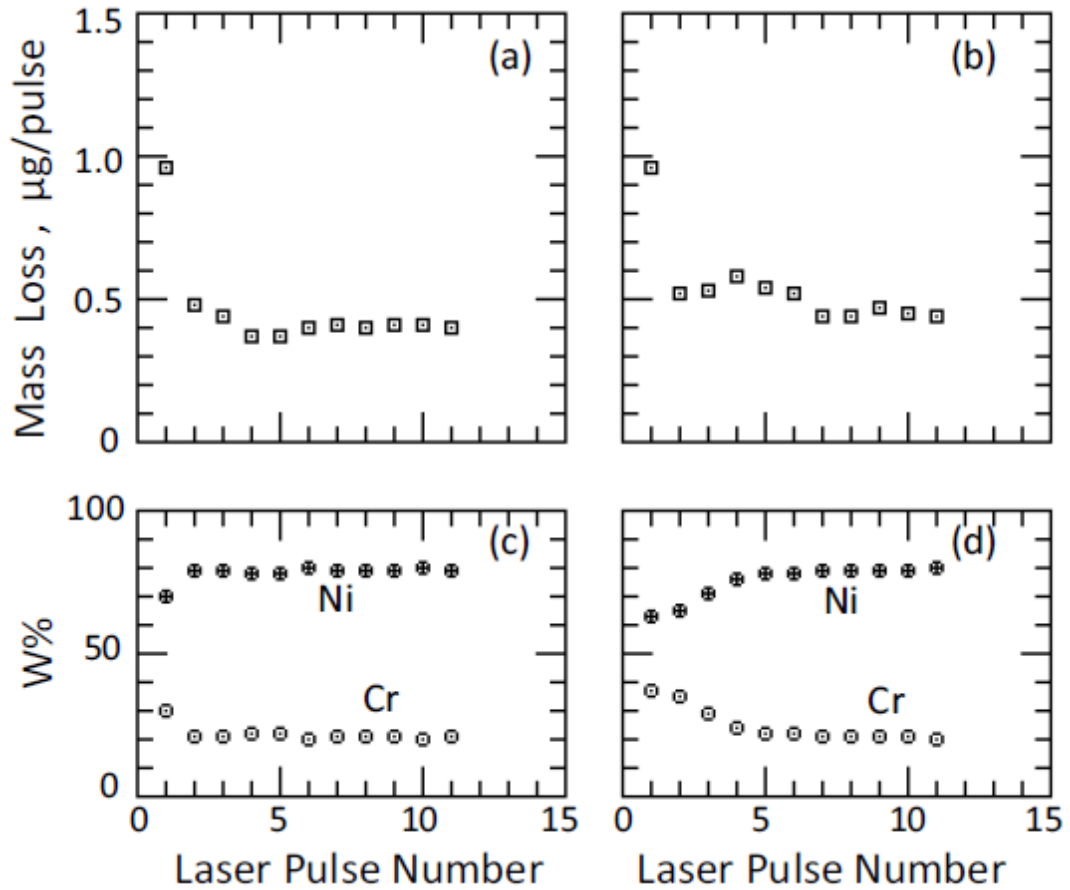 1.5
(a)
(b)
1.0
0.5
0
Mass Loss , µg/pulse
100
(c)
(d)
Ni
Ni
50
Cr
Cr
0
W%
0 5 10 15
0 5 10 15
Laser Pulse Number
Laser Pulse Number